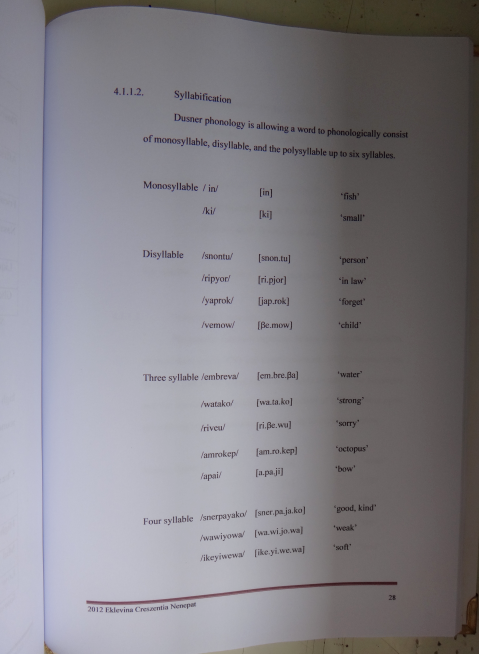 4.1.1.2. Syllabification
Dusner phonology is allowing a word to phonologically consist
of monosyllable, disyllable, and the polysyllable up to six syllables.
Monosyllable / in/ [in] ‘fish’
/ki/ [ki] ‘small’
Disyllable /snontu/ [snon.tu] ‘person’
/ripyor/ [ri.pjor] ‘in law’
/yaprok/ [jap.rok] ‘forget’
/vemow/ [βe.mow] ‘child’
Three syllable /embreva/ [em.bre.βa] ‘water’
/watako/ [wa.ta.ko] ‘strong’
/riveu/ [ri.βe.wu] ‘sorry’
/amrokep/ [am.ro.kep] ‘octopus’
/apai/ [a.pa.ji] ‘bow’
Four syllable /snerpayako/ [sner.pa.ja.ko] ‘good, kind’
/wawiyowa/ [wa.wi.jo.wa] ‘weak’
/ikeyiwewa/ [ike.yi.we.wa] ‘soft’
28
2012 Eklevina Creszentia Nenepat